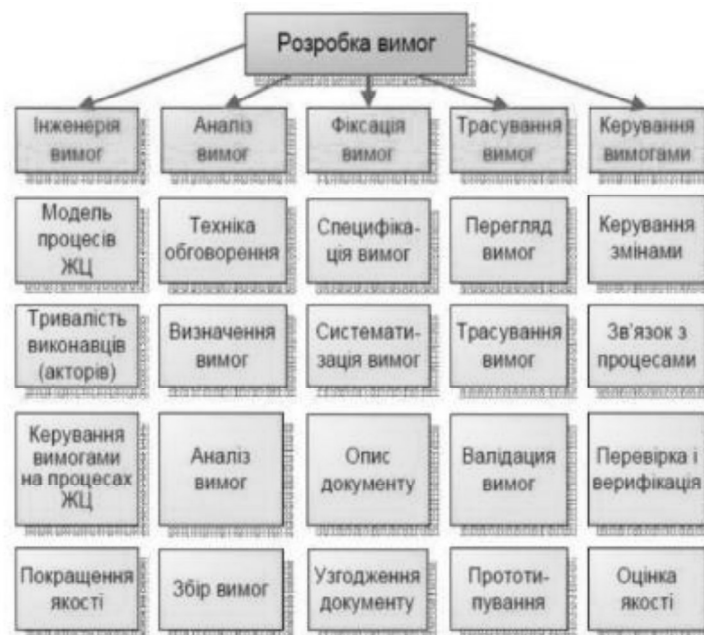 Розробка вимог
Інженерія
вимог
Аналіз
вимог
Фіксація
вимог
Трасування
вимог
Керування
вимогами
Модель
процесів
ЖЦ
Техніка
обговорення
Специфіка-
ція вимог
Перегляд
вимог
Керування
змінами
Тривалість
виконавців
(акторів)
Визначення
вимог
Системати-
зація вимог
Трасування
вимог
Зв'язок з
процесами
Керування
вимогами
на процесах
ЖЦ
Аналіз
вимог
Опис
документу
Валідация
вимог
Перевірка і
верифікація
Покращення
якості
Збір вимог
Узгодження
документу
Прототи-
пування
Оцінка
якості